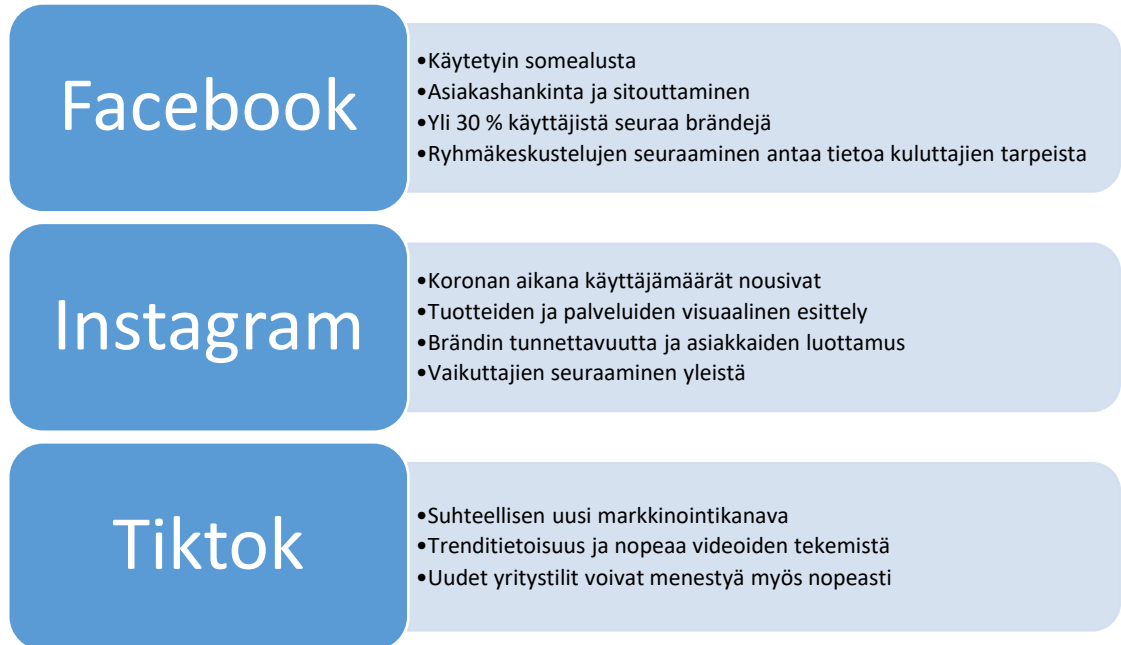 Facebook
•Käytetyin somealusta
•Asiakashankinta ja sitouttaminen
•Yli 30 % käyttäjistä seuraa brändejä
•Ryhmäkeskustelujen seuraaminen antaa tietoa kuluttajien tarpeista
Instagram
•Koronan aikana käyttäjämäärät nousivat
•Tuotteiden ja palveluiden visuaalinen esittely
•Brändin tunnettavuutta ja asiakkaiden luottamus
•Vaikuttajien seuraaminen yleistä
Tiktok
•Suhteellisen uusi markkinointikanava
•Trenditietoisuus ja nopeaa videoiden tekemistä
•Uudet yritystilit voivat menestyä myös nopeasti